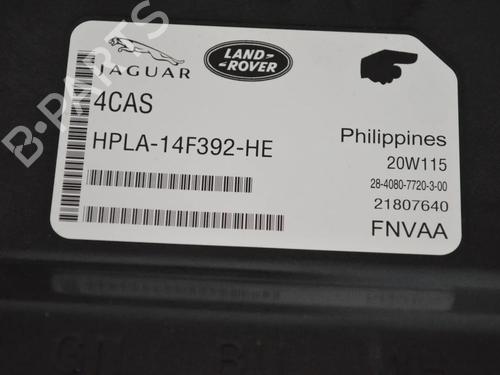 JAGUAR
LAND-
-ROVER
4CAS
HPLA-14F392-HE
Philippines
20W115
28-4080-7720-3-00
21807640
FNVAA
B-PARTS